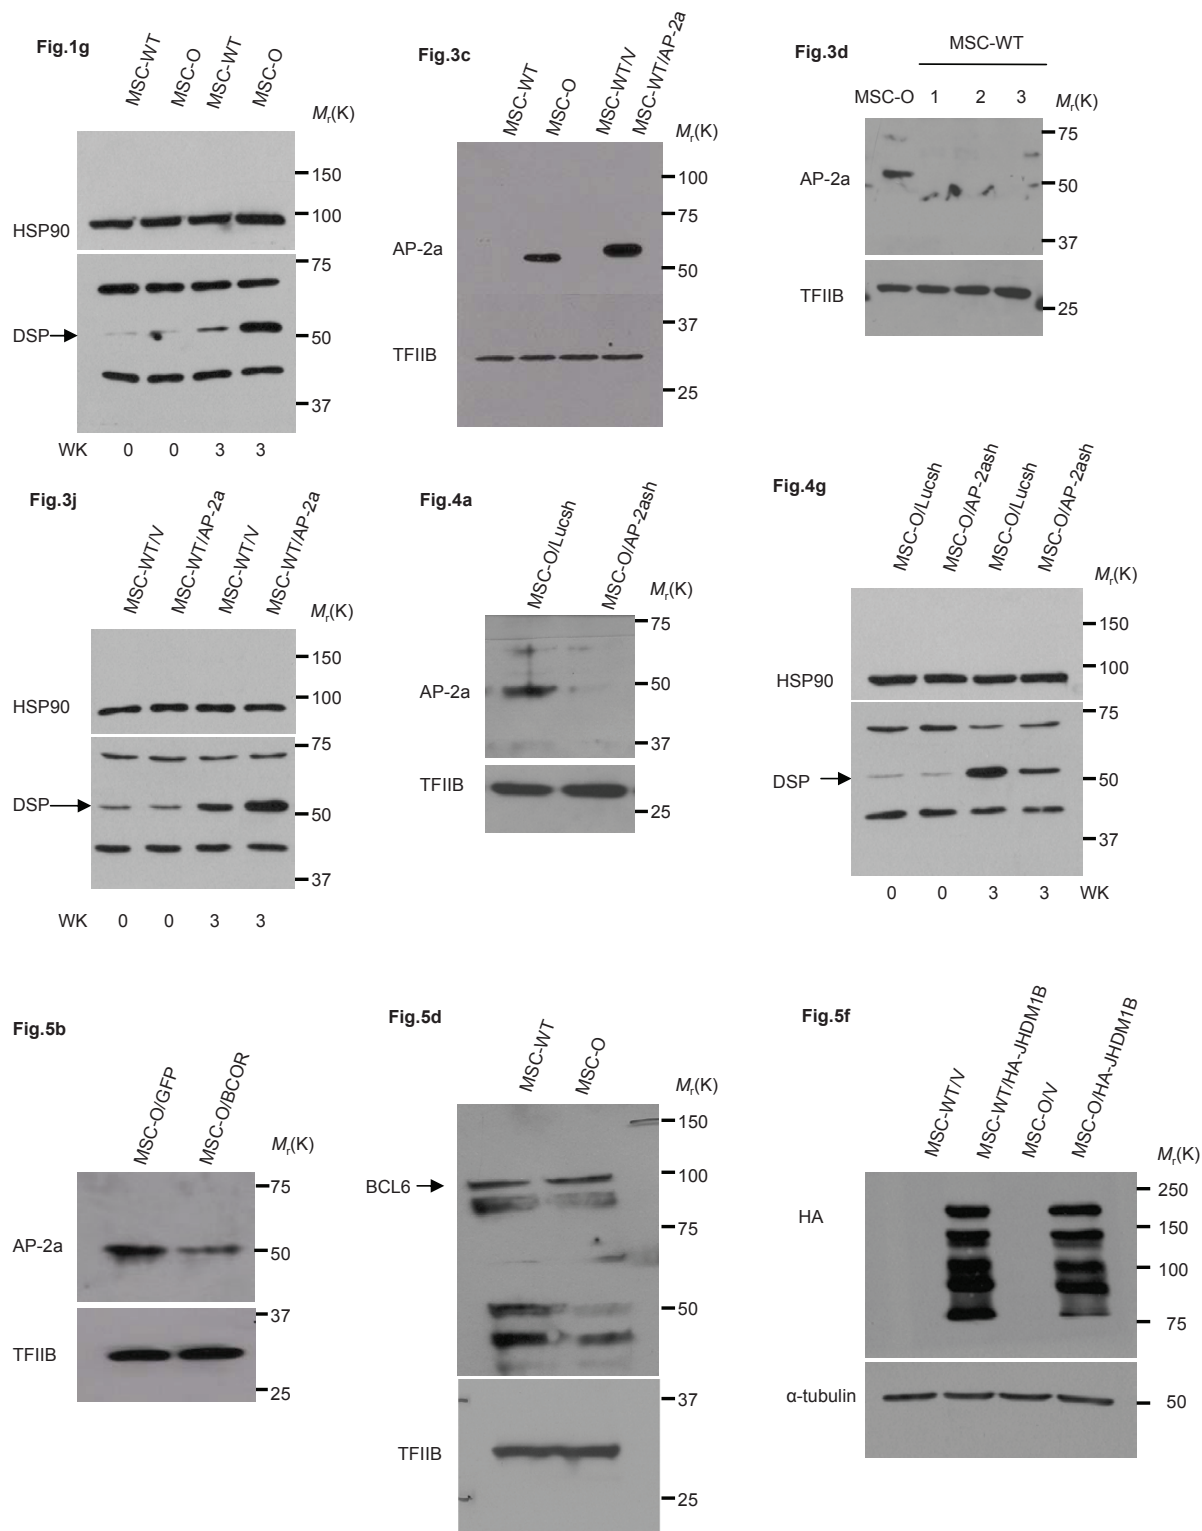 Fig.1g
MSC-WT
MSC-O
MSC-WT
MSC-O
Mr(K)
150
100
HSP90
75
DSP
50
37
WK 0 0 3 3
Fig.3c
MSC-WT
MSC-O
MSC-WT/V
MSC-WT/AP-2a
Mr(K)
100
75
AP-2a
50
37
TFIIB
25
Fig.3d
MSC-WT
MSC-O 1 2 3
Mr(K)
75
AP-2a
50
37
TFIIB
25
Fig.3j
MSC-WT/V
MSC-WT/AP-2a
MSC-WT/V
MSC-WT/AP-2a
Mr(K)
150
100
HSP90
75
DSP
50
37
WK 0 0 3 3
Fig.4a
MSC-O/Lucsh
MSC-O/AP-2ash
Mr(K)
75
AP-2a
50
37
TFIIB
25
Fig.4g
MSC-O/Lucsh
MSC-O/AP-2ash
MSC-O/Lucsh
MSC-O/AP-2ash
Mr(K)
150
100
HSP90
75
DSP
50
37
0 0 3 3 WK
Fig.5b
MSC-O/GFP
MSC-O/BCOR
Mr(K)
75
AP-2a
50
37
TFIIB
25
Fig.5d
MSC-WT
MSC-O
Mr(K)
150
BCL6
100
75
50
37
TFIIB
25
Fig.5f
MSC-WT/V
MSC-WT/HA-JHDM1B
MSC-O/V
MSC-O/HA-JHDM1B
Mr(K)
250
HA
150
100
75
α-tubulin
50